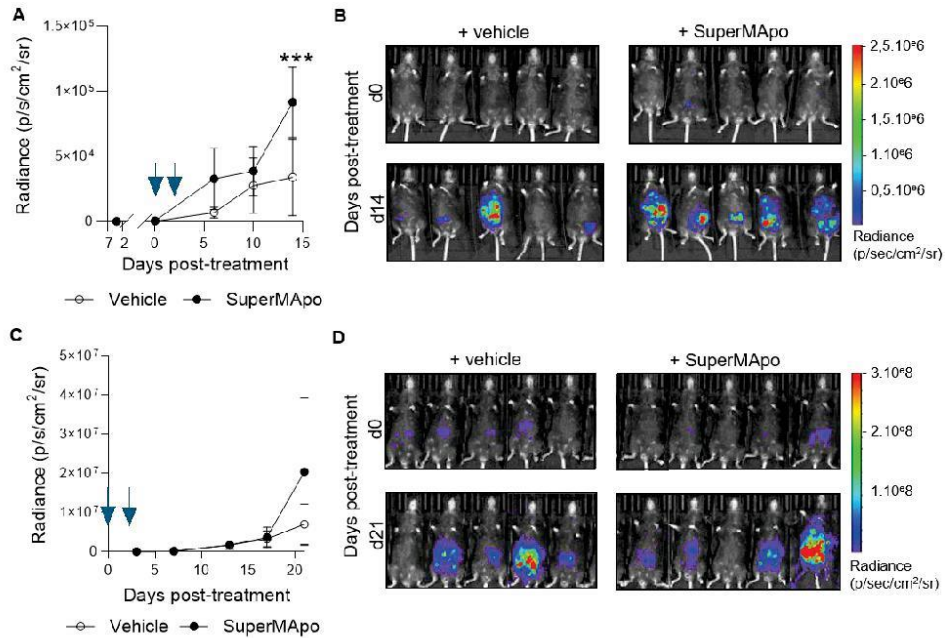 A
1.5×10⁵
1×10⁵
5×10⁴
0
Radiance (p/s/cm²/sr)
***
7 2 0 5 10 15
Days post-treatment
Vehicle SuperMApo
B
+ vehicle + SuperMApo
Days post-treatment
d0
d14
2,5.10ᵉ6
2.10ᵉ6
1,5.10ᵉ6
1.10ᵉ6
0,5.10ᵉ6
Radiance
(p/sec/cm²/sr)
C
5×10⁷
4×10⁷
3×10⁷
2×10⁷
1×10⁷
0
Radiance (p/s/cm²/sr)
0 5 10 15 20
Days post-treatment
Vehicle SuperMApo
D
+ vehicle + SuperMApo
Days post-treatment
d0
d21
3.10ᵉ8
2.10ᵉ8
1.10ᵉ8
Radiance
(p/sec/cm²/sr)